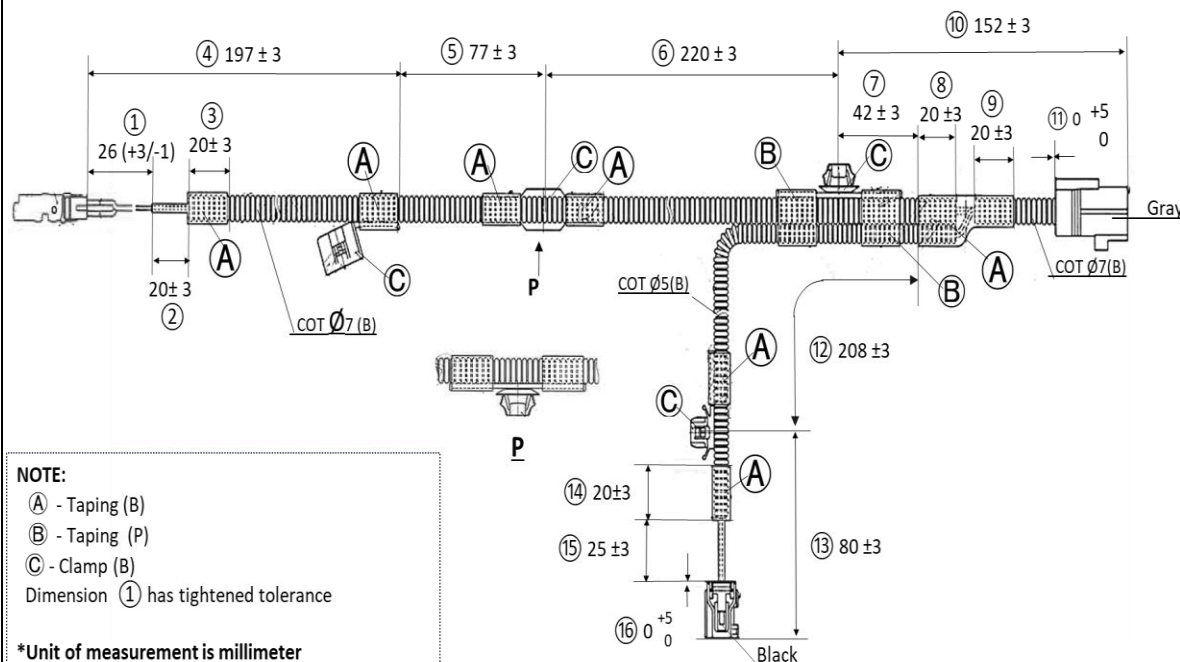 ④ 197 ± 3
⑤ 77 ± 3
⑥ 220 ± 3
⑩ 152 ± 3
① 26 (+3/-1)
③ 20± 3
⑦ 42 ± 3
⑧ 20 ±3
⑨ 20 ±3
⑪ 0 +5 0
A
A
C
A
B
C
Gray
A
C
P
COT Ø5(B)
B
A
COT Ø7(B)
20± 3 ②
COT Ø7 (B)
⑫ 208 ±3
A
C
P
A
⑭ 20±3
⑮ 25 ±3
⑬ 80 ±3
⑯ 0 +5 0
Black
NOTE:
Ⓐ - Taping (B)
Ⓑ - Taping (P)
Ⓒ - Clamp (B)
Dimension ① has tightened tolerance
*Unit of measurement is millimeter